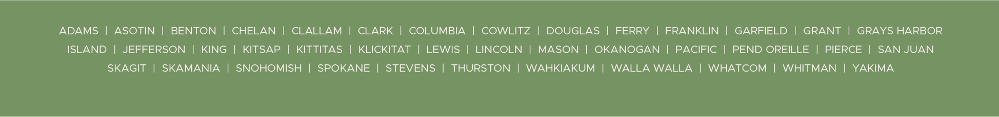 ADAMS | ASOTIN | BENTON | CHELAN | CLALLAM | CLARK | COLUMBIA | COWLITZ | DOUGLAS | FERRY | FRANKLIN | GARFIELD | GRANT | GRAYS HARBOR
ISLAND | JEFFERSON | KING | KITSAP | KITTITAS | KLICKITAT | LEWIS | LINCOLN | MASON | OKANOGAN | PACIFIC | PEND OREILLE | PIERCE | SAN JUAN
SKAGIT | SKAMANIA | SNOHOMISH | SPOKANE | STEVENS | THURSTON | WAHKIAKUM | WALLA WALLA | WHATCOM | WHITMAN | YAKIMA